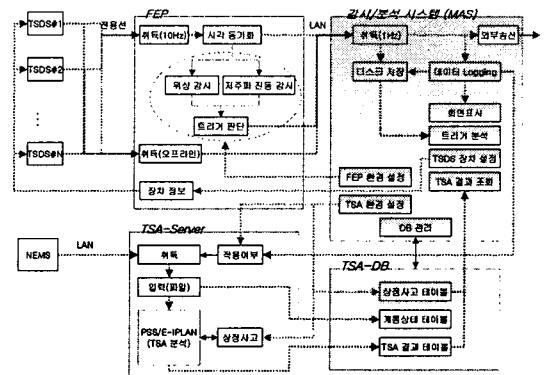 FEP
감시/분석 시스템 (MAS)
TSDS#1
전용선
취득(10Hz)
시각 동기화
LAN
취득(1Hz)
외부송신
TSDS#2
위상 감시
저주파 진동 감시
디스크 저장
데이터 Logging
화면표시
트리거 판단
트리거 분석
TSDS#N
취득(오프라인)
TSDS 장치 설정
FEP 환경 설정
TSA 결과 조회
장치 정보
TSA 환경 설정
TSA-Server
DB 관리
NEMS
LAN
취득
적용여부
TSA-DB
입력(파일)
상정사고 테이블
PSS/E-IPLAN
(TSA 분석)
상정사고
계통상태 테이블
TSA 결과 테이블